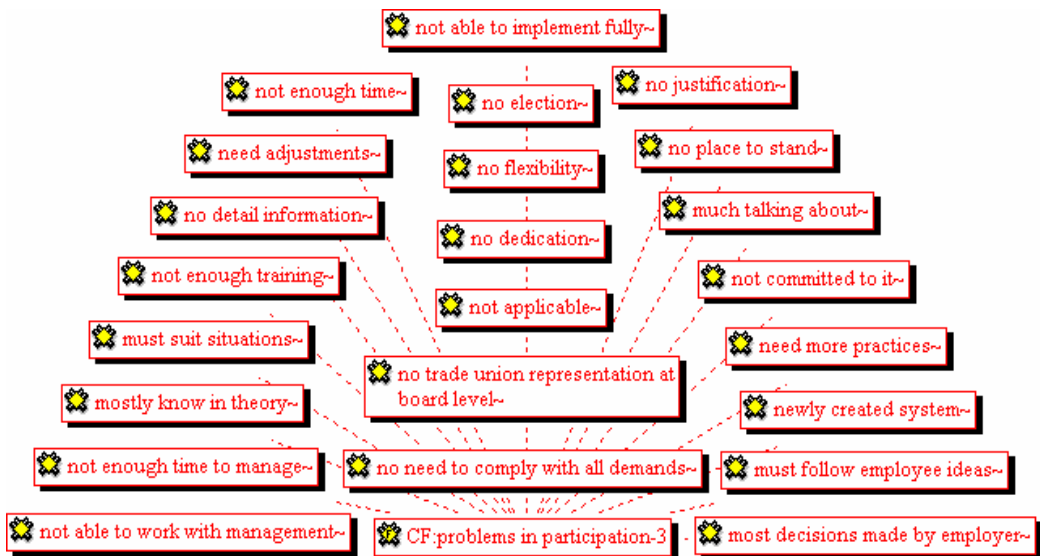 not able to implement fully~
not enough time~
no election~
no justification~
need adjustments~
no flexibility~
no place to stand~
no detail information~
no dedication~
much talking about~
not enough training~
not applicable~
not committed to it~
must suit situations~
no trade union representation at
board level~
need more practices~
mostly know in theory~
newly created system~
not enough time to manage~
no need to comply with all demands~
must follow employee ideas~
not able to work with management~
CF:problems in participation-3
most decisions made by employer~